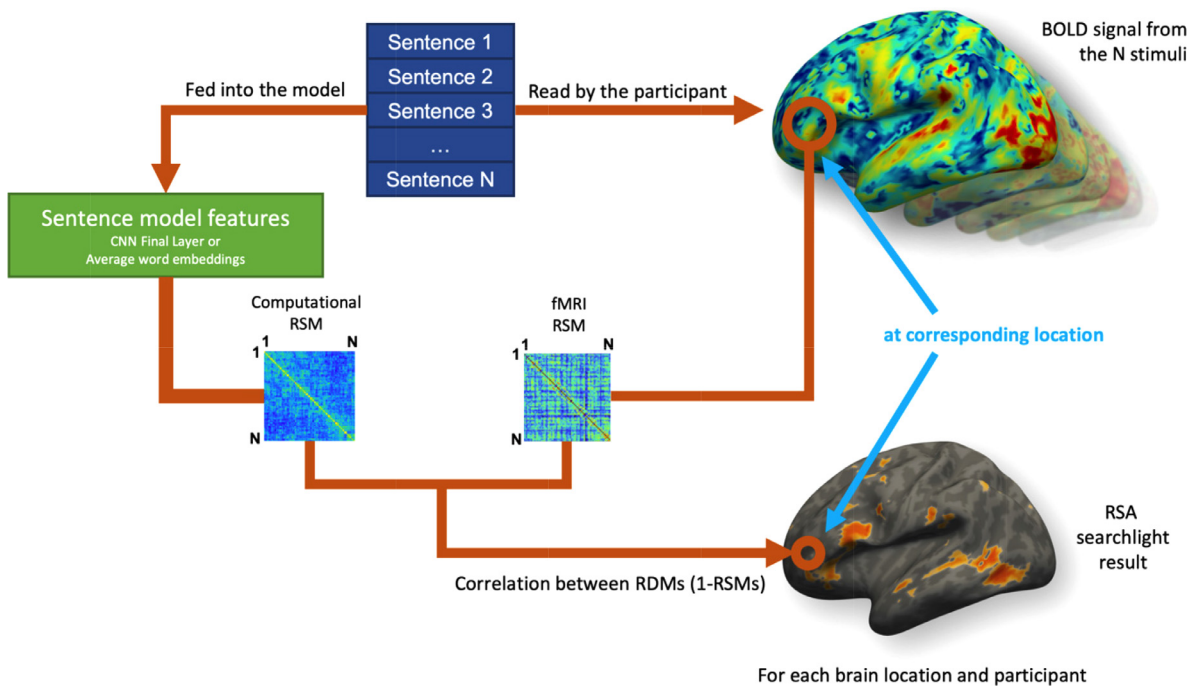 Sentence 1
Sentence 2
Sentence 3
...
Sentence N
Fed into the model
Read by the participant
BOLD signal from
the N stimuli
Sentence model features
CNN Final Layer or
Average word embeddings
Computational
RSM
1
N
1
N
fMRI
RSM
1
N
1
N
at corresponding location
RSA
searchlight
result
Correlation between RDMs (1-RSMs)
For each brain location and participant